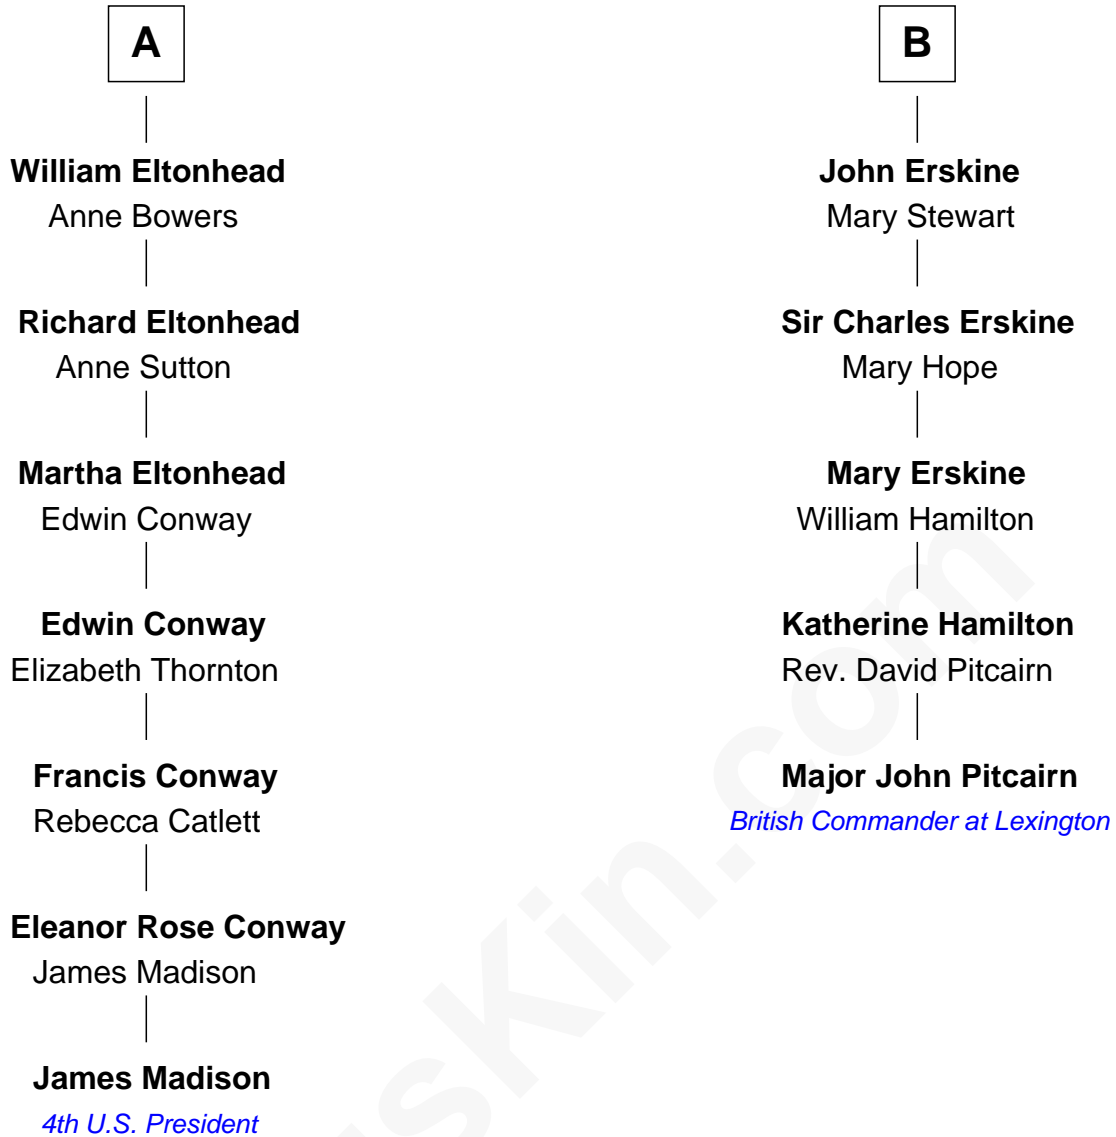 A
William Eltonhead
Anne Bowers
Richard Eltonhead
Anne Sutton
Martha Eltonhead
Edwin Conway
Edwin Conway
Elizabeth Thornton
Francis Conway
Rebecca Catlett
Eleanor Rose Conway
James Madison
James Madison
4th U.S. President
B
John Erskine
Mary Stewart
Sir Charles Erskine
Mary Hope
Mary Erskine
William Hamilton
Katherine Hamilton
Rev. David Pitcairn
Major John Pitcairn
British Commander at Lexington